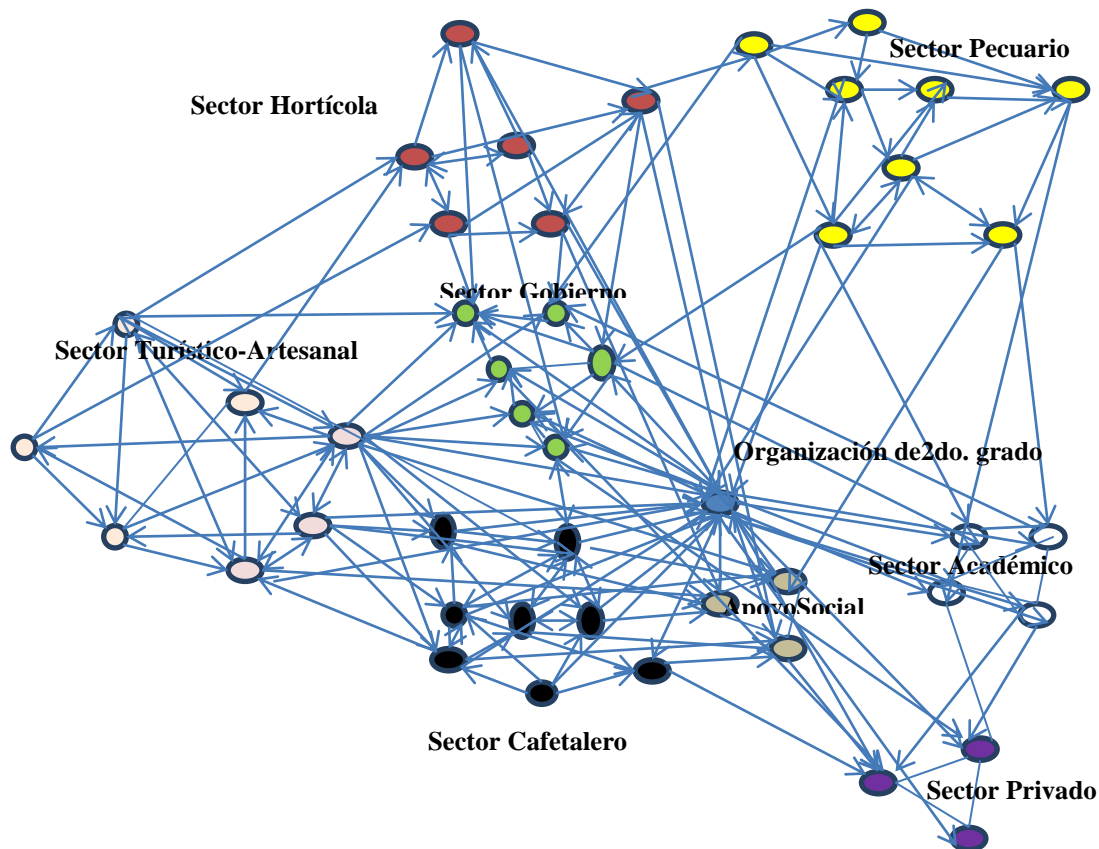 Sector Pecuario
Sector Hortícola
Sector Gobierno
Sector Turístico-Artesanal
Organización de2do. grado
Sector Académico
ApoyoSocial
Sector Cafetalero
Sector Privado